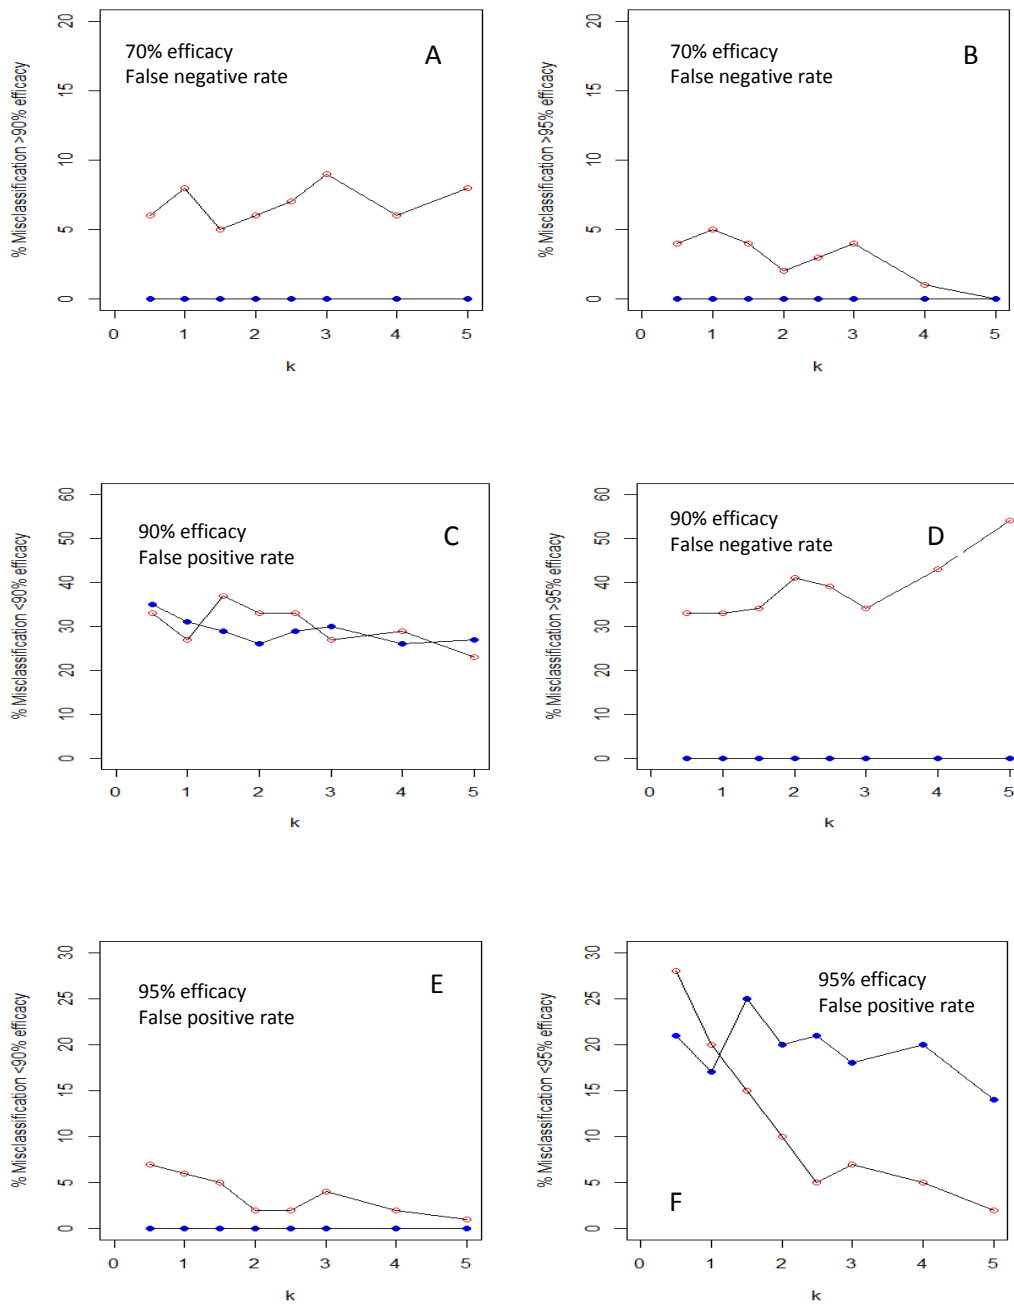 70% efficacy
False negative rate
A
% Misclassification >90% efficacy
0 5 10 15 20
0 1 2 3 4 5
k
70% efficacy
False negative rate
B
% Misclassification >95% efficacy
0 5 10 15 20
0 1 2 3 4 5
k
90% efficacy
False positive rate
C
% Misclassification <90% efficacy
0 10 20 30 40 50 60
0 1 2 3 4 5
k
90% efficacy
False negative rate
D
% Misclassification >95% efficacy
0 10 20 30 40 50 60
0 1 2 3 4 5
k
95% efficacy
False positive rate
E
% Misclassification <90% efficacy
0 5 10 15 20 25 30
0 1 2 3 4 5
k
95% efficacy
False positive rate
F
% Misclassification <95% efficacy
0 5 10 15 20 25 30
0 1 2 3 4 5
k